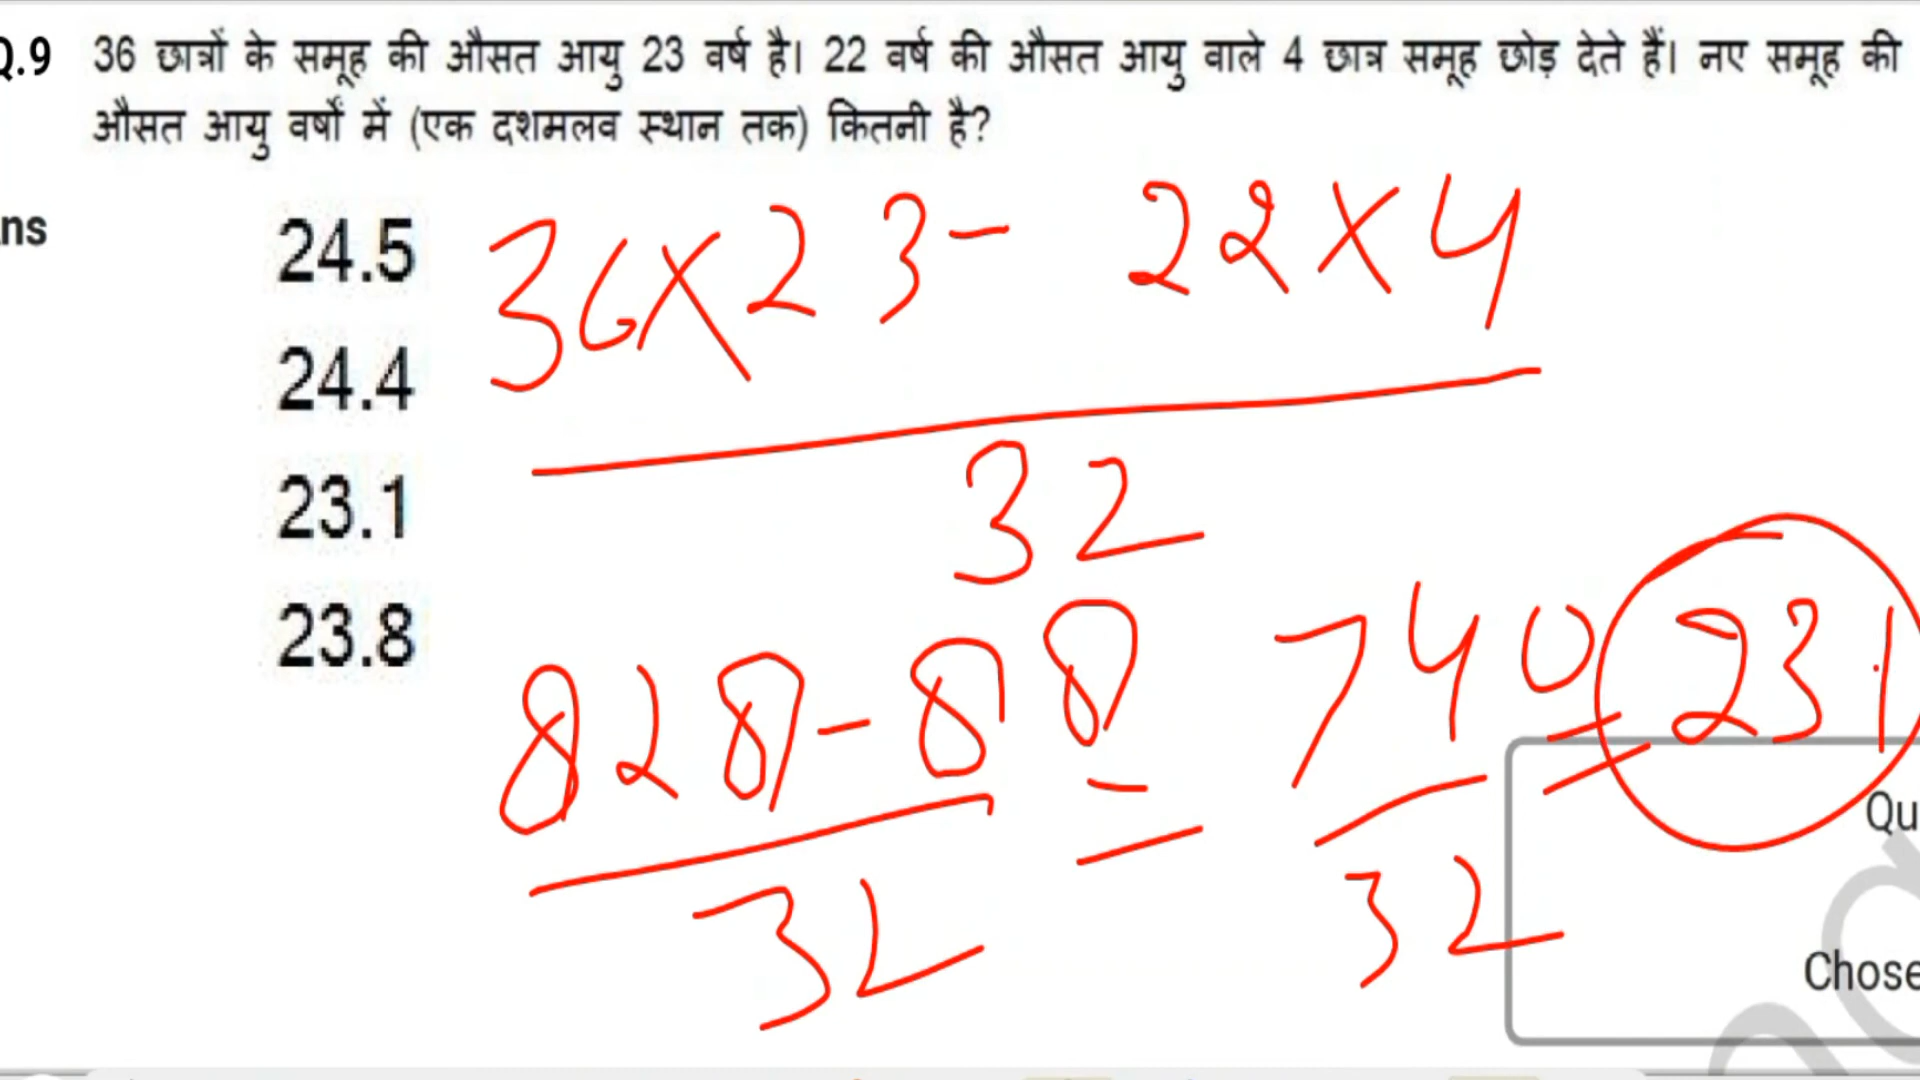 Q.9 36 छात्रों के समूह की औसत आयु 23 वर्ष है। 22 वर्ष की औसत आयु वाले 4 छात्र समूह छोड़ देते हैं। नए समूह की
औसत आयु वर्षों में (एक दशमलव स्थान तक) कितनी है?
ns
24.5
24.4
23.1
23.8
36×23- 22×4
32
828-88 = 740 = 23.1
32 32
Qu
Chose